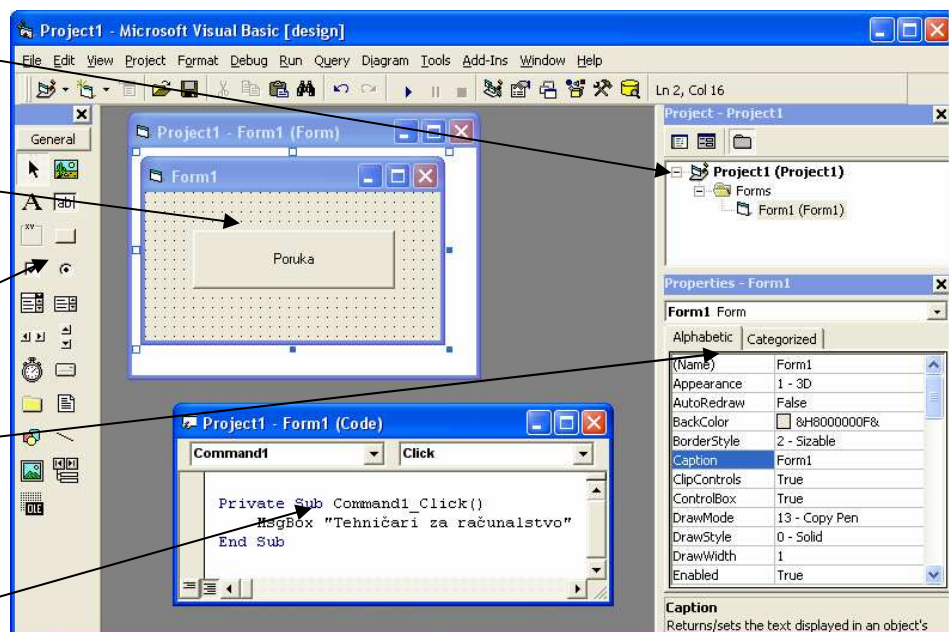 Project1 - Microsoft Visual Basic [design]
File Edit View Project Format Debug Run Query Diagram Tools Add-Ins Window Help
Ln 2, Col 16
General
A ab|
xv
OLE
Project1 - Form1 (Form)
Form1
Poruka
Project1 - Form1 (Code)
Command1 Click
Private Sub Command1_Click()
MsgBox "Tehničari za računalstvo"
End Sub
Project - Project1
Project1 (Project1)
Forms
Form1 (Form1)
Properties - Form1
Form1 Form
Alphabetic Categorized
(Name) Form1
Appearance 1 - 3D
AutoRedraw False
BackColor &H8000000F&
BorderStyle 2 - Sizable
Caption Form1
ClipControls True
ControlBox True
DrawMode 13 - Copy Pen
DrawStyle 0 - Solid
DrawWidth 1
Enabled True
Caption
Returns/sets the text displayed in an object's